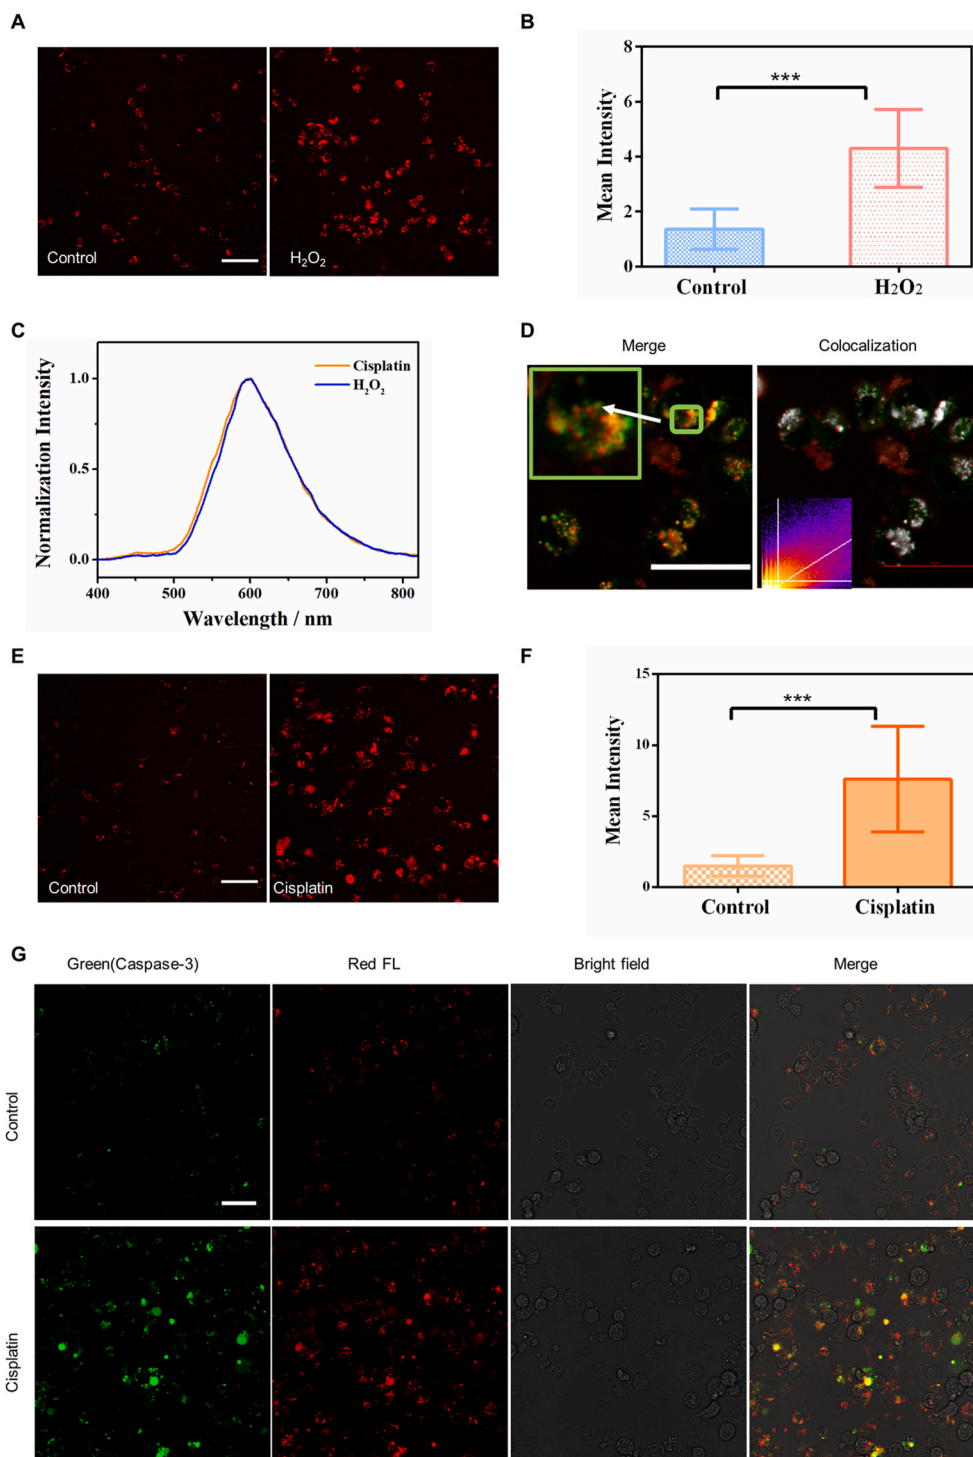 A
Control
H2O2
B
8
6
4
2
0
Mean Intensity
***
Control
H2O2
C
Normalization Intensity
1.0
0.5
0.0
Cisplatin
H2O2
400
500
600
700
800
Wavelength / nm
D
Merge
Colocalization
E
Control
Cisplatin
F
15
10
5
0
Mean Intensity
***
Control
Cisplatin
G
Green(Caspase-3)
Red FL
Bright field
Merge
Control
Cisplatin